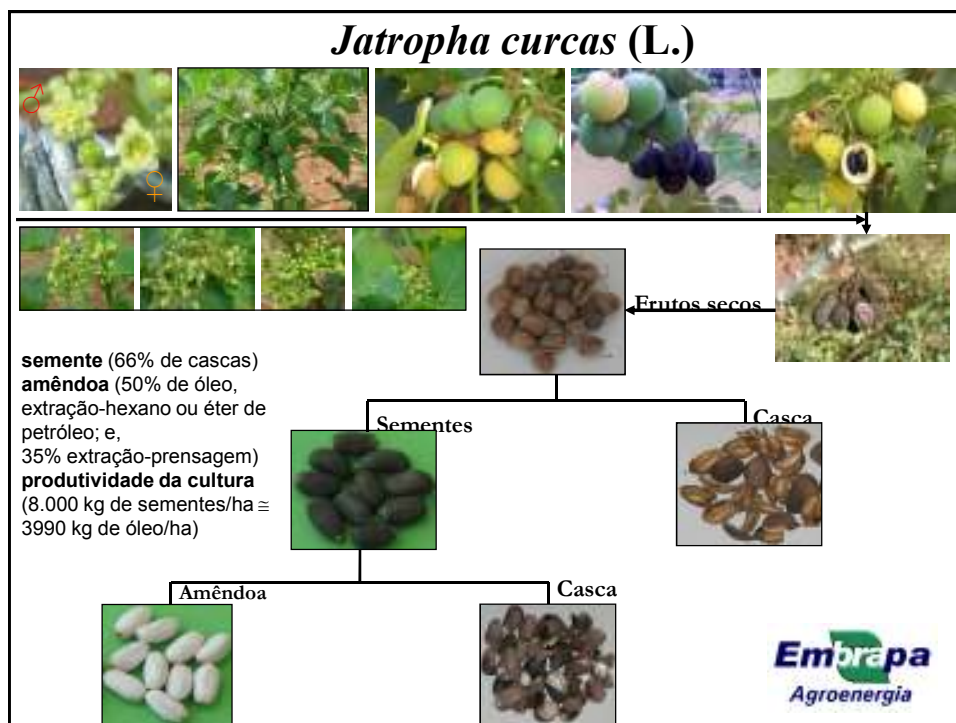 Jatropha curcas (L.)
♂
♀
Frutos secos
semente (66% de cascas)
amêndoa (50% de óleo,
extração-hexano ou éter de
petróleo; e,
35% extração-prensagem)
produtividade da cultura
(8.000 kg de sementes/ha ≅
3990 kg de óleo/ha)
Sementes
Casca
Amêndoa
Casca
Embrapa
Agroenergia